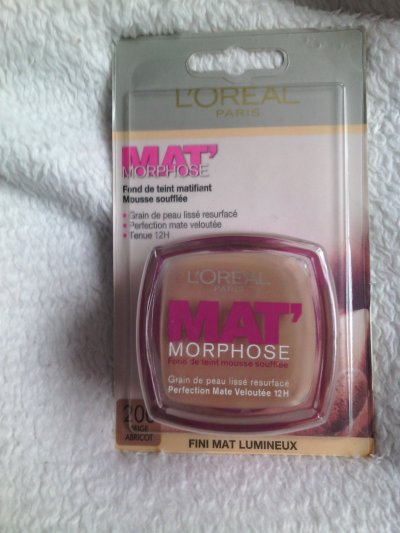 L'ORÉAL
PARIS
MAT'
MORPHOSE
Fond de teint matifiant
Mousse soufflée
• Grain de peau lissé resurfacé
• Perfection mate veloutée
• Tenue 12H
L'ORÉAL
PARIS
MAT'
MORPHOSE
Fond de teint mousse soufflée
Grain de peau lissé resurfacé
Perfection Mate Veloutée 12H
200
BEIGE
ABRICOT
FINI MAT LUMINEUX